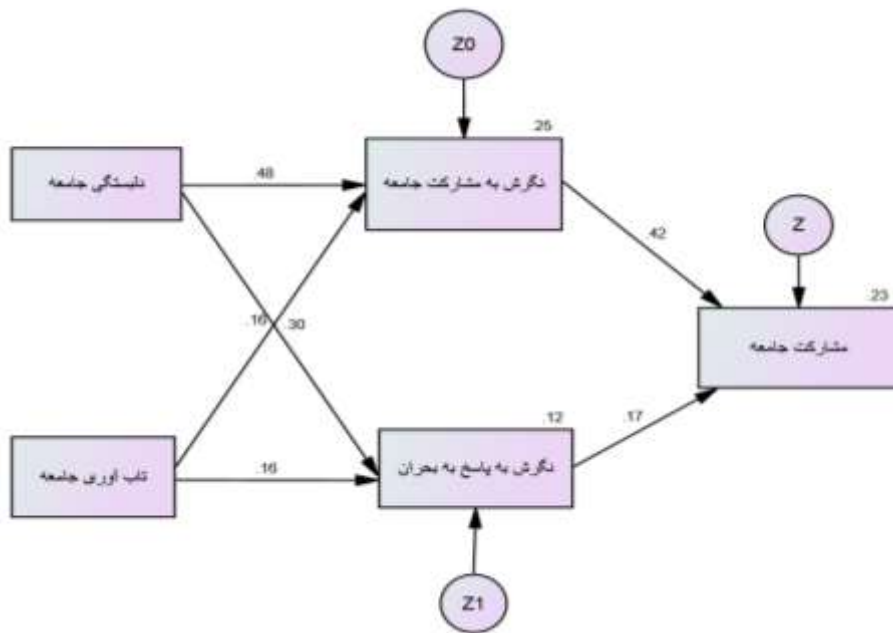 Z0
.25
دلبستگی جامعه
.48
نگرش به مشارکت جامعه
Z
.42
.23
.16
.30
مشارکت جامعه
.12
.17
تاب آوری جامعه
.16
نگرش به پاسخ به بحران
Z1